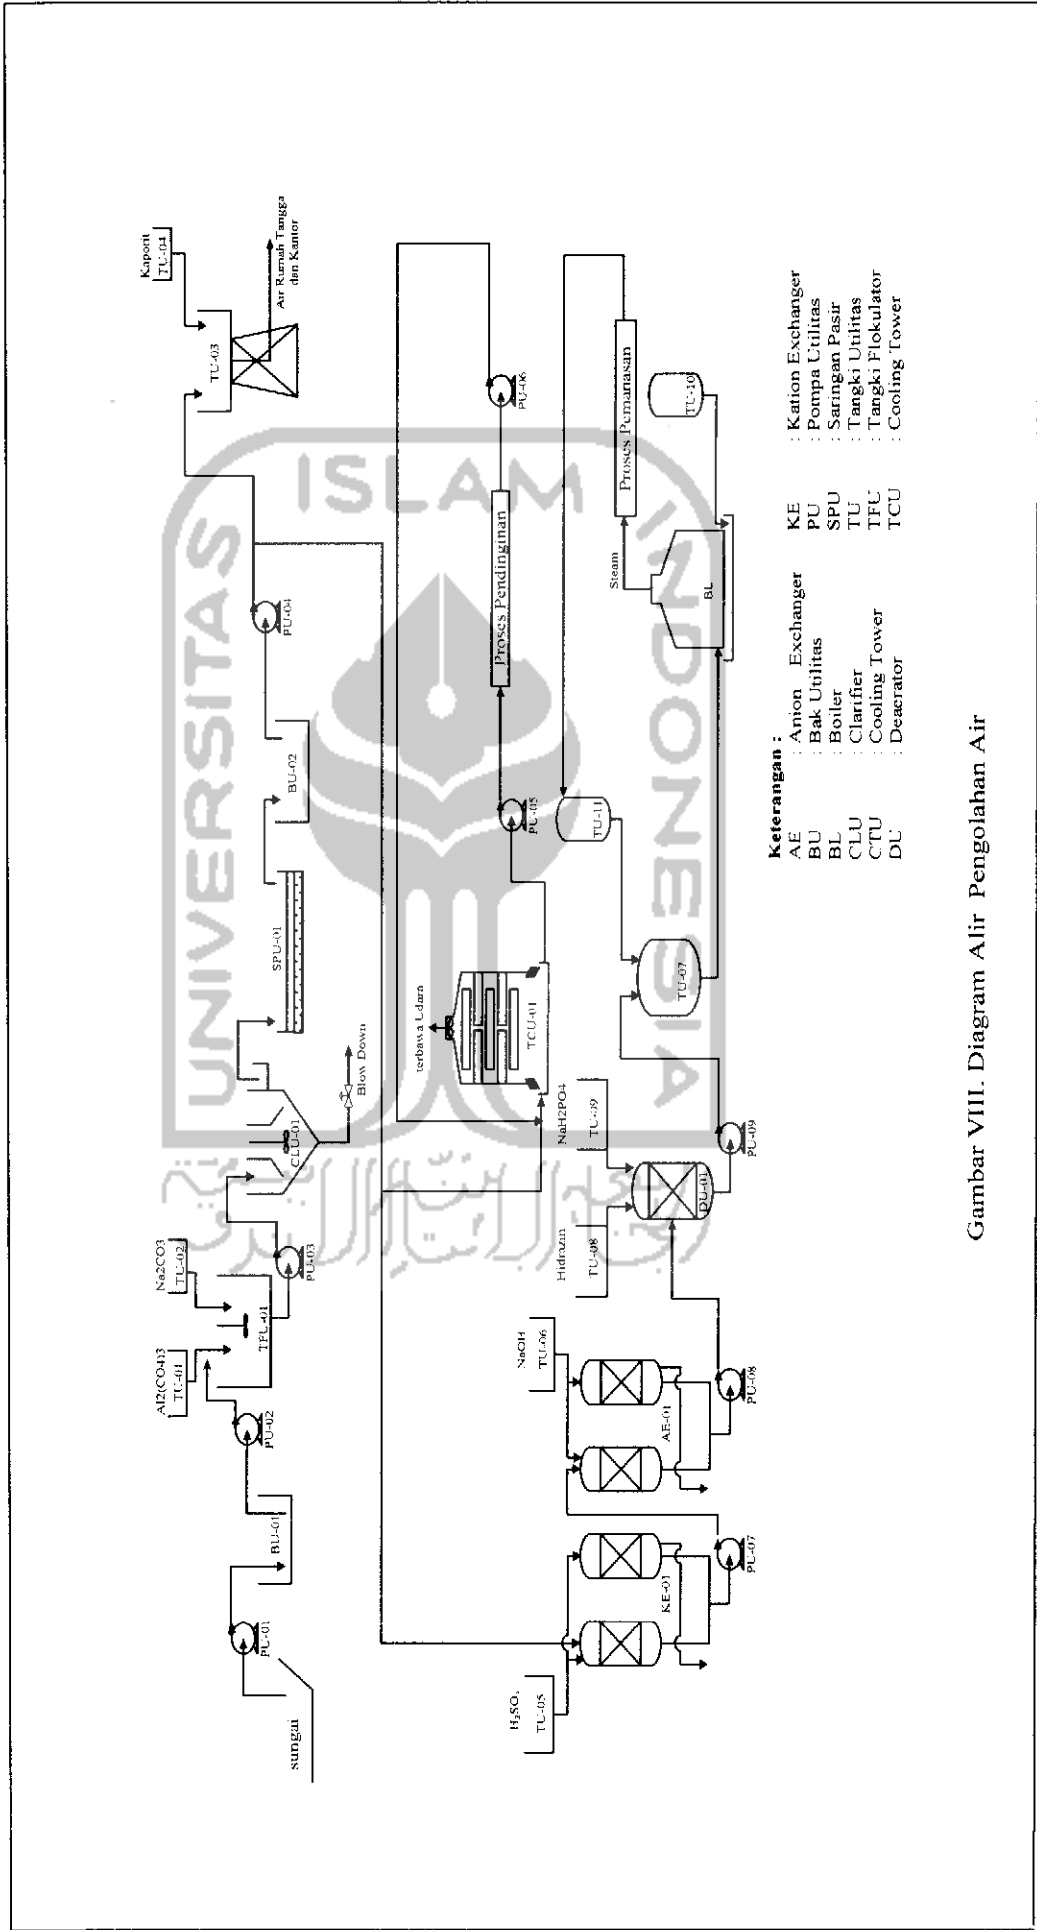 Kaporit
TU-04
TU-03
Air Rumah Tangga
dan Kantor
PU-04
BU-02
SPU-01
Blow Down
CLU-01
PU-03
Na2CO3
TU-02
Al2(CO4)3
TU-01
TFU-01
PU-02
BU-01
PU-01
sungai
PU-06
Proses Pendinginan
PU-05
terbawa Udara
TCU-01
Proses Pemanasan
TU-10
Steam
BL
TU-11
TU-07
NaH2PO4
TU-09
PU-09
Hidrazin
TU-08
DU-01
NaOH
TU-06
AE-01
PU-08
KE-01
PU-07
H₂SO₄
TU-05
Keterangan :
AE : Anion Exchanger KE : Kation Exchanger
BU : Bak Utilitas PU : Pompa Utilitas
BL : Boiler SPU : Saringan Pasir
CLU : Clarifier TU : Tangki Utilitas
CTU : Cooling Tower TFU : Tangki Flokulator
DU : Deaerator TCU : Cooling Tower
Gambar VIII. Diagram Alir Pengolahan Air
UNIVERSITAS
ISLAM
INDONESIA